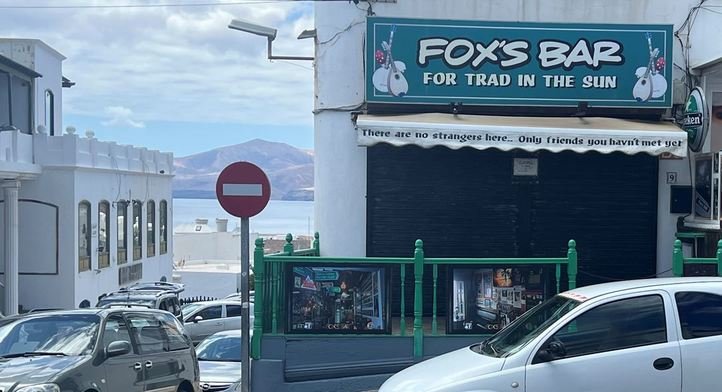 FOX'S BAR
FOR TRAD IN THE SUN
There are no strangers here.. Only friends you havn't met yet
eken
9